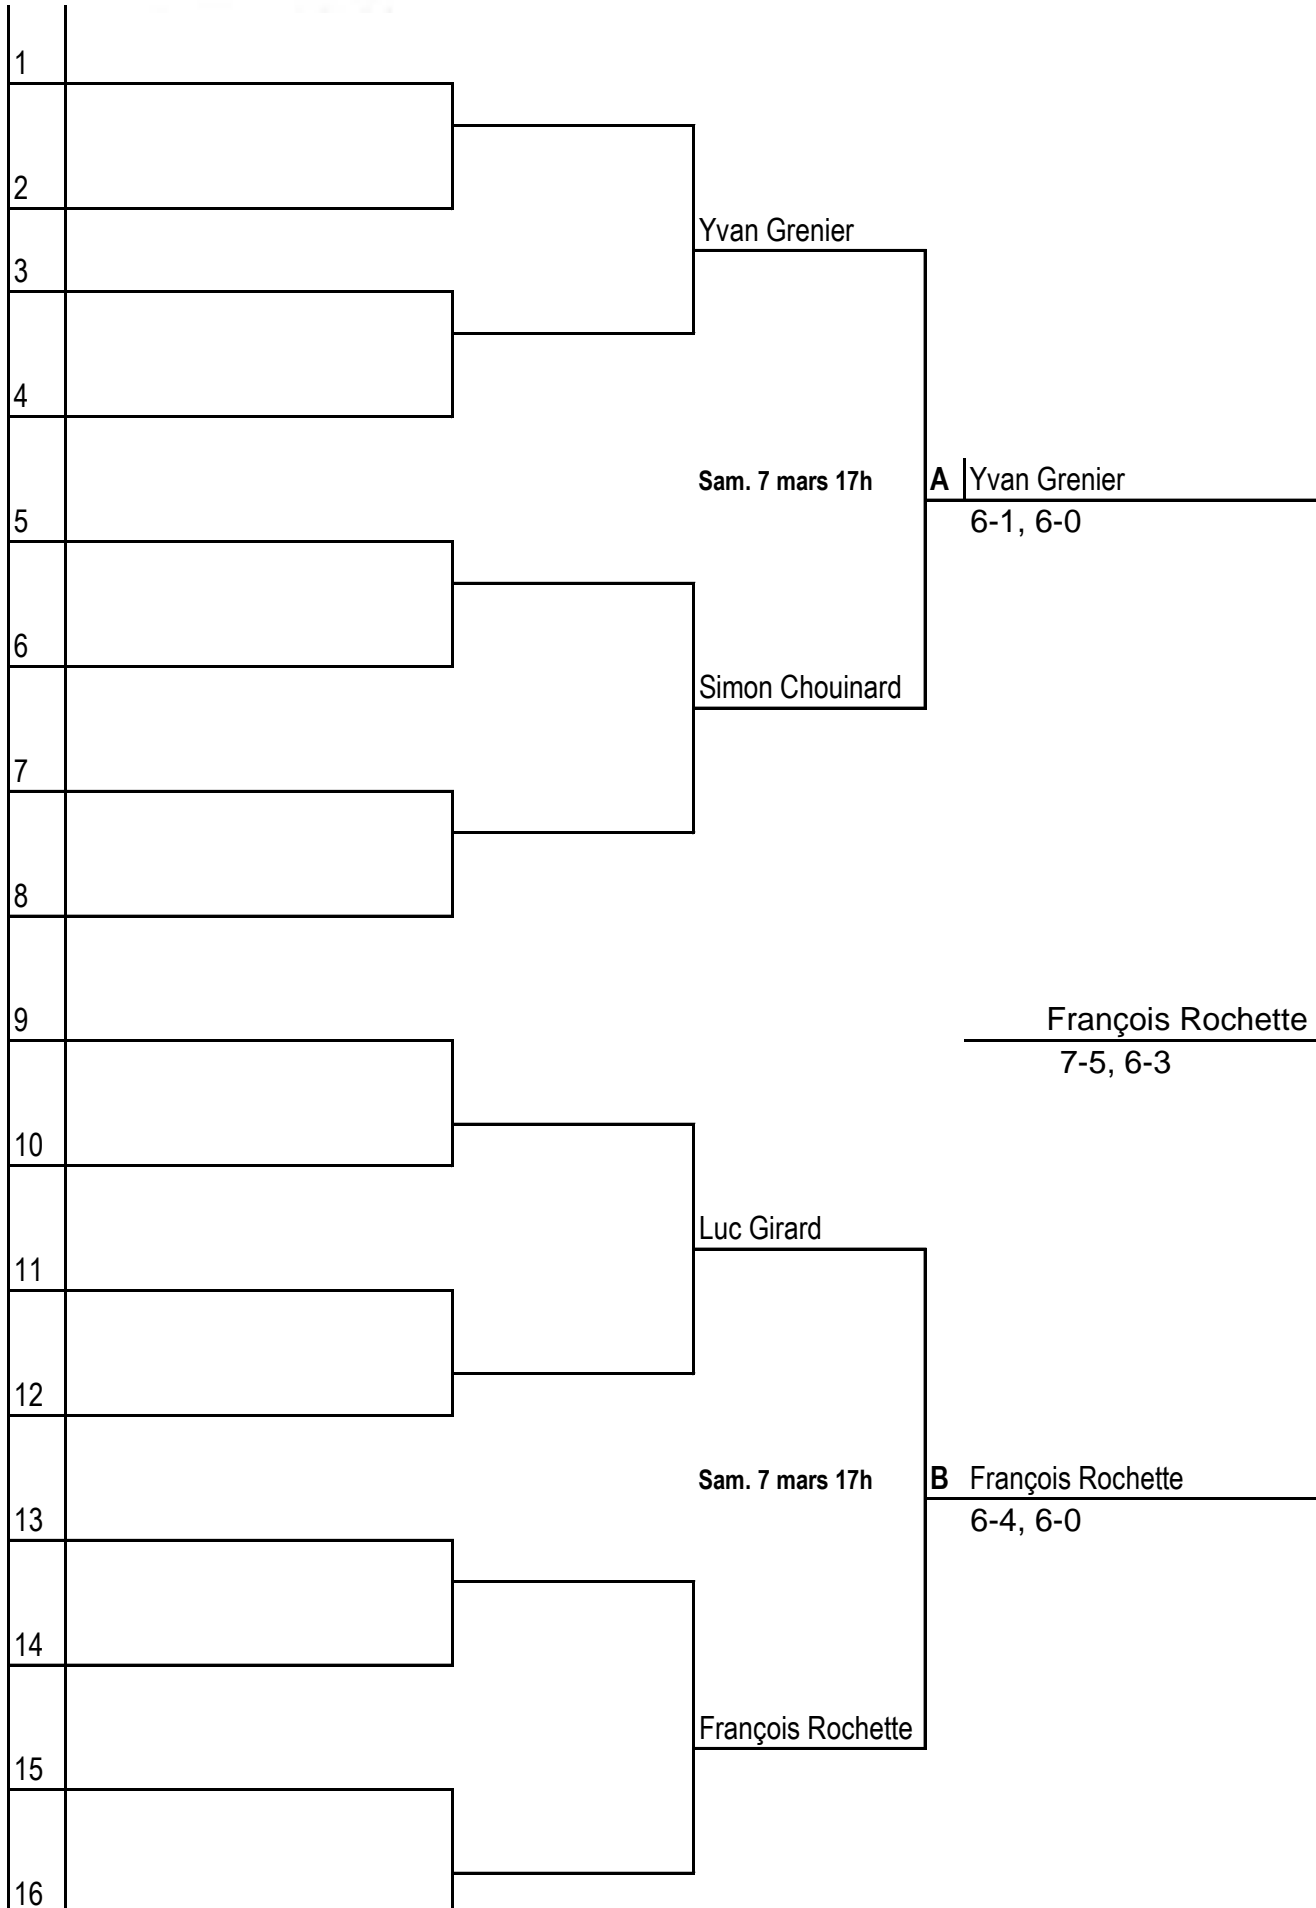 1
2
Yvan Grenier
3
4
Sam. 7 mars 17h A Yvan Grenier
5
6-1, 6-0
6
Simon Chouinard
7
8
9
François Rochette
7-5, 6-3
10
Luc Girard
11
12
Sam. 7 mars 17h B François Rochette
13
6-4, 6-0
14
François Rochette
15
16